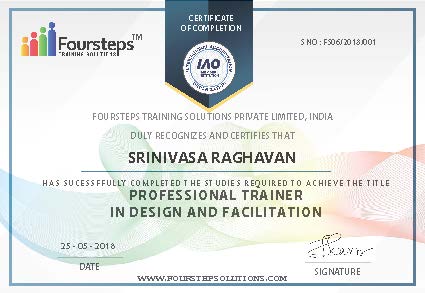 CERTIFICATE
OF COMPLETION
Foursteps™
TRAINING SOLUTIONS
S NO : FS06/2018/001
IAO
FOURSTEPS TRAINING SOLUTIONS PRIVATE LIMITED, INDIA
DULY RECOGNIZES AND CERTIFIES THAT
SRINIVASA RAGHAVAN
HAS SUCESSFULLY COMPLETED THE STUDIES REQUIRED TO ACHIEVE THE TITLE
PROFESSIONAL TRAINER
IN DESIGN AND FACILITATION
25 - 05 - 2018
DATE
SIGNATURE
WWW.FOURSTEPSOLUTIONS.COM